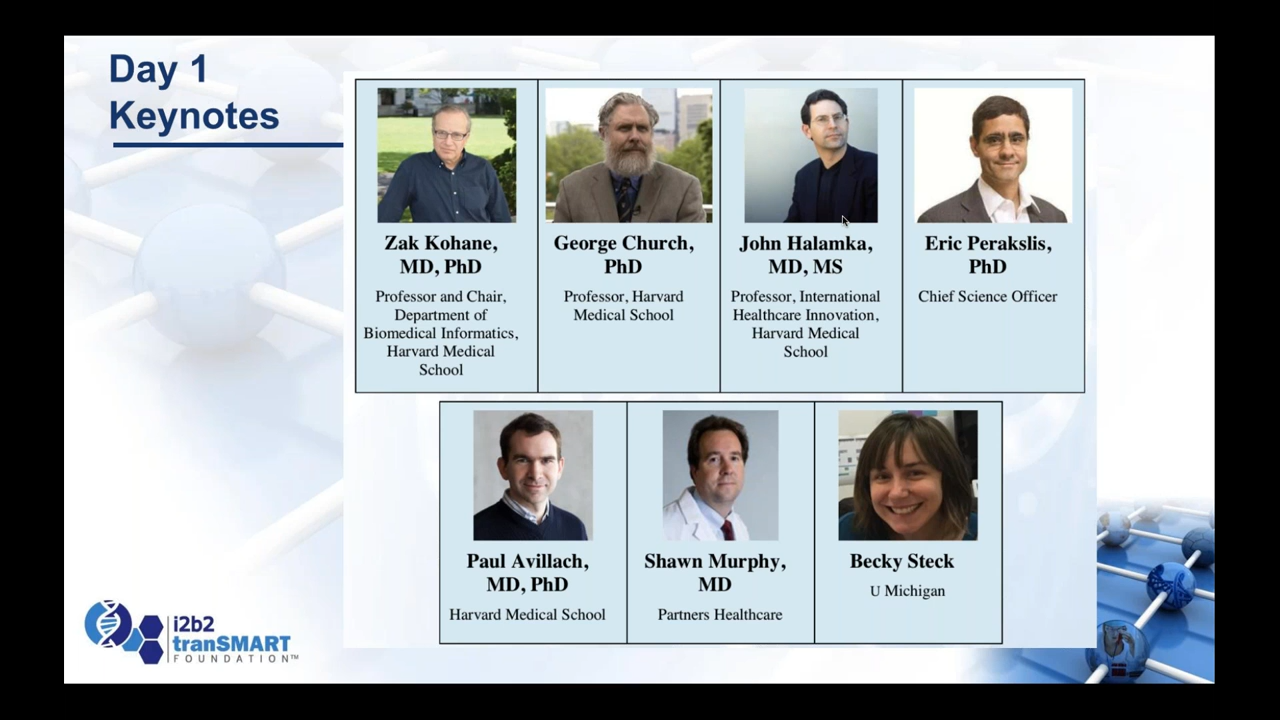 Day 1
Keynotes
Zak Kohane,
MD, PhD
Professor and Chair,
Department of
Biomedical Informatics,
Harvard Medical
School
George Church,
PhD
Professor, Harvard
Medical School
John Halamka,
MD, MS
Professor, International
Healthcare Innovation,
Harvard Medical
School
Eric Perakslis,
PhD
Chief Science Officer
Paul Avillach,
MD, PhD
Harvard Medical School
Shawn Murphy,
MD
Partners Healthcare
Becky Steck
U Michigan
i2b2
tranSMART
FOUNDATION™